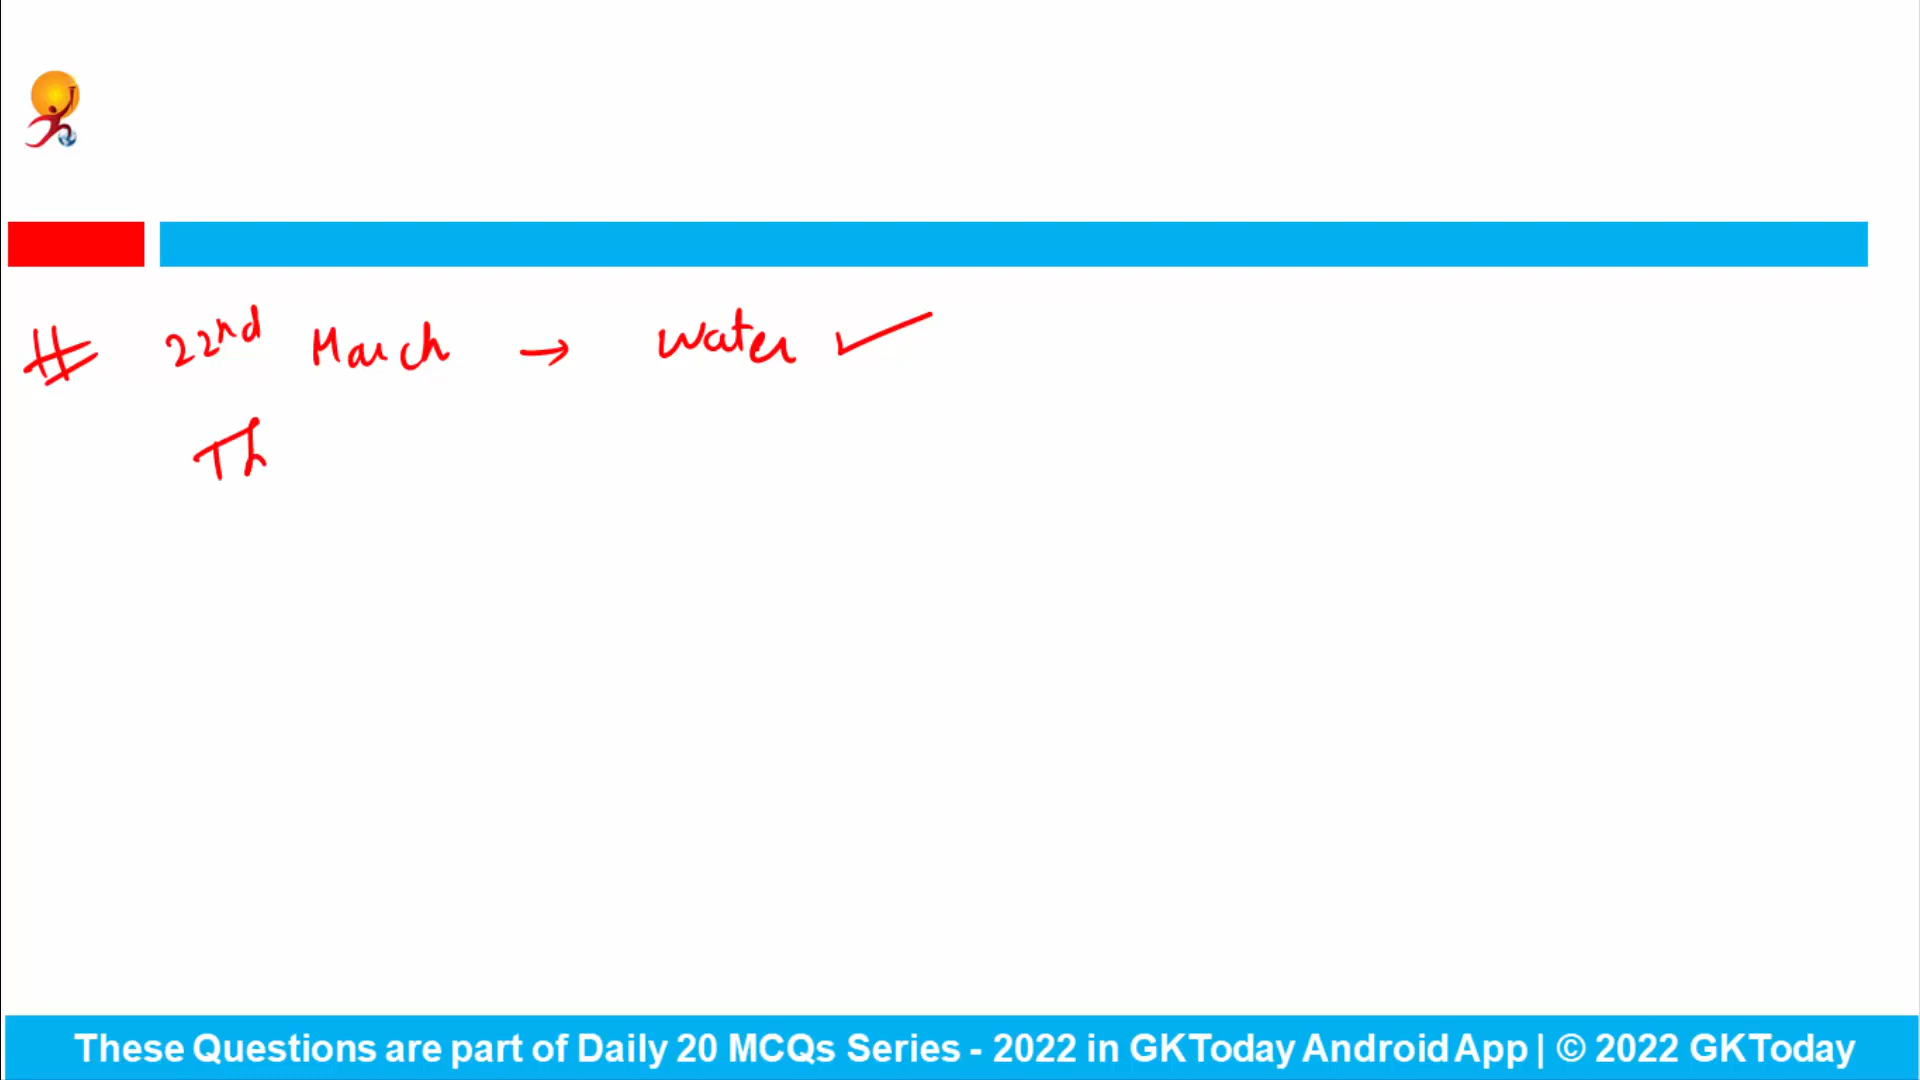 # 22nd March → Water ✓
Th
These Questions are part of Daily 20 MCQs Series - 2022 in GKToday Android App | © 2022 GKToday